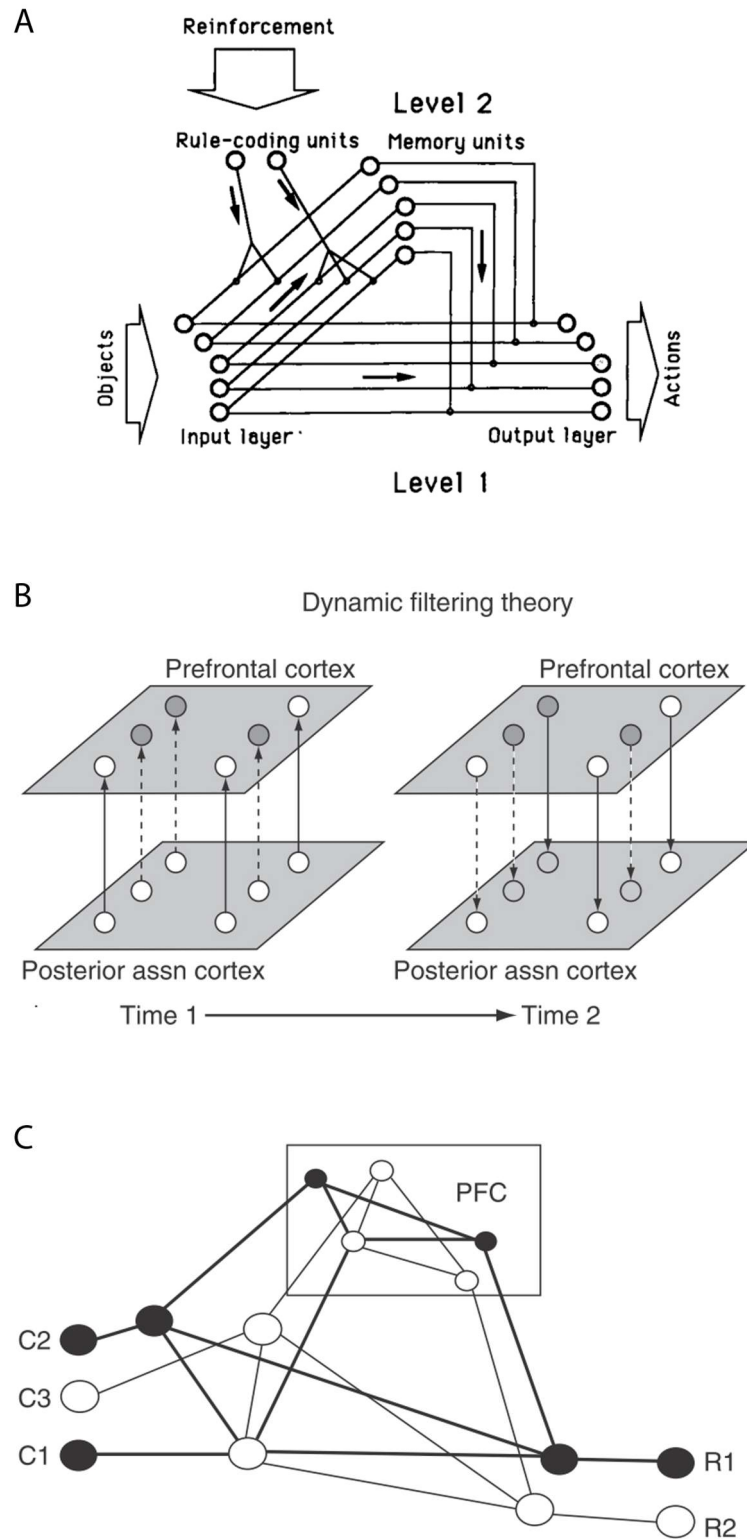 A
Reinforcement
Level 2
Rule-coding units Memory units
Objects
Actions
Input layer
Output layer
Level 1
B
Dynamic filtering theory
Prefrontal cortex
Prefrontal cortex
Posterior assn cortex
Posterior assn cortex
Time 1
Time 2
C
PFC
C2
C3
C1
R1
R2